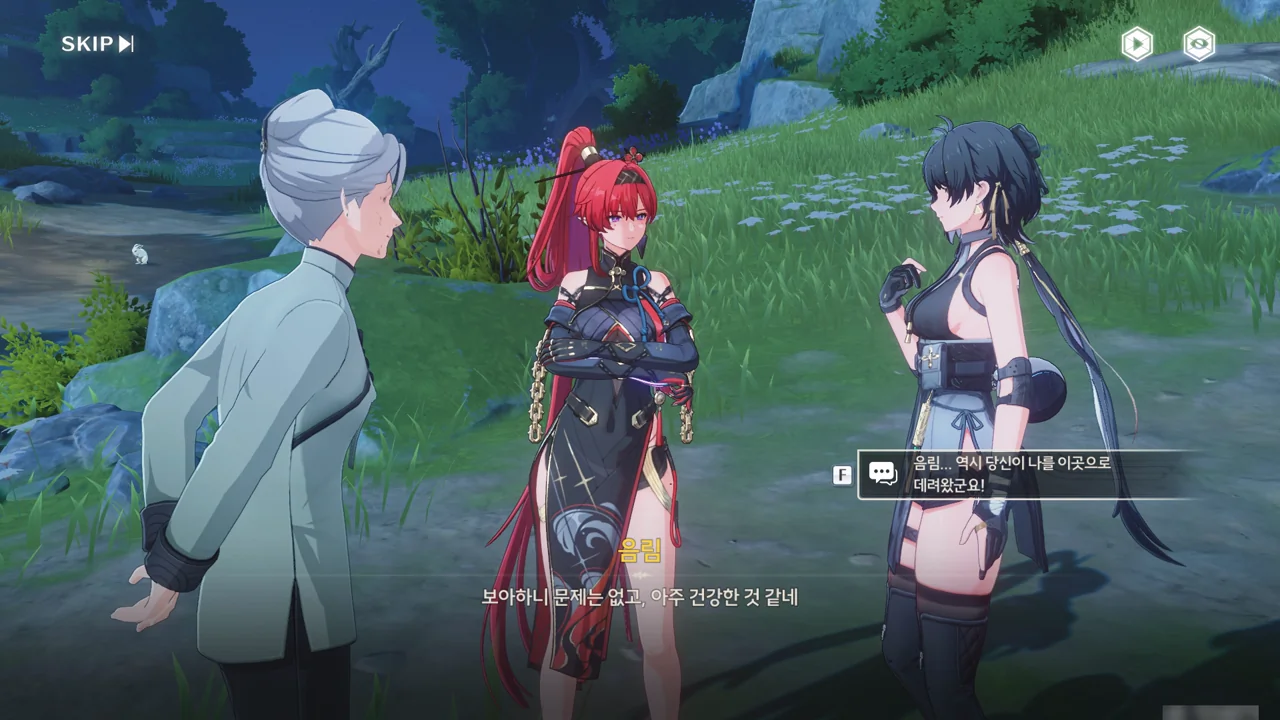 SKIP
F
음림... 역시 당신이 나를 이곳으로
데려왔군요!
음림
보아하니 문제는 없고, 아주 건강한 것 같네